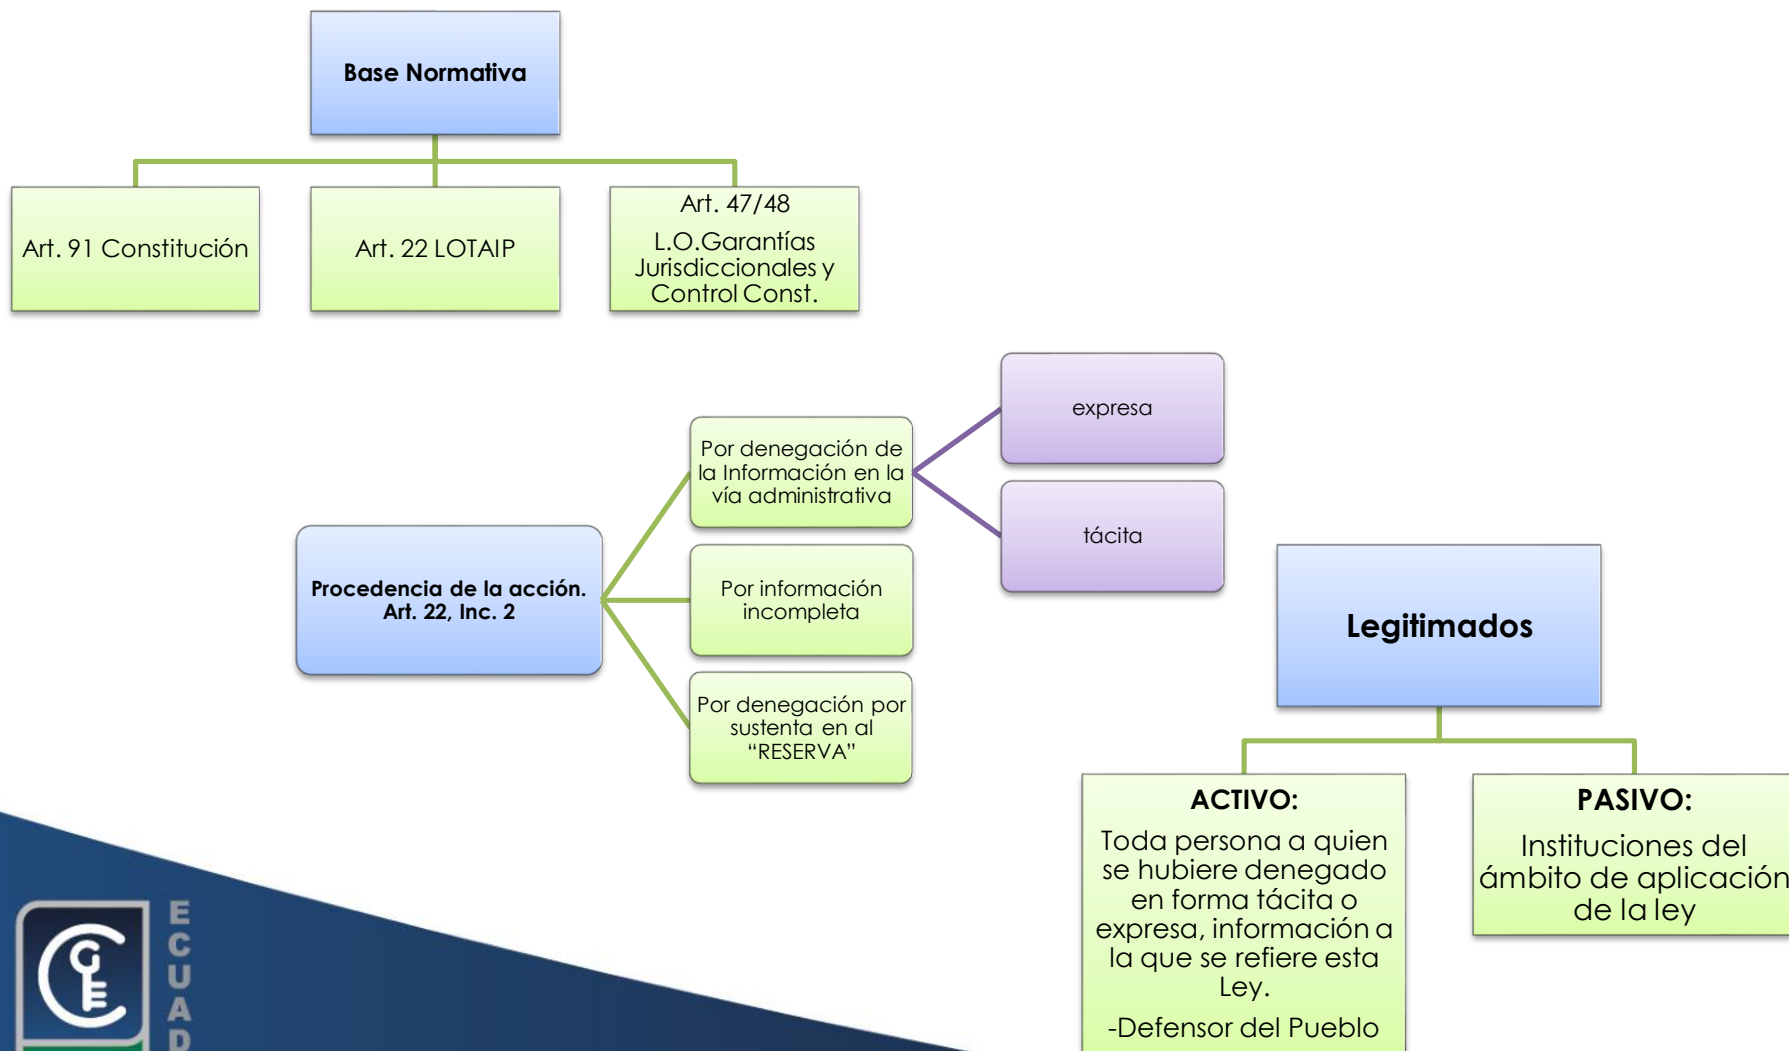 Base Normativa
Art. 91 Constitución
Art. 22 LOTAIP
Art. 47/48
L.O.Garantías
Jurisdiccionales y
Control Const.
Procedencia de la acción.
Art. 22, Inc. 2
Por denegación de
la Información en la
vía administrativa
expresa
tácita
Por información
incompleta
Por denegación por
sustenta en al
“RESERVA”
Legitimados
ACTIVO:
Toda persona a quien
se hubiere denegado
en forma tácita o
expresa, información a
la que se refiere esta
Ley.
-Defensor del Pueblo
PASIVO:
Instituciones del
ámbito de aplicación
de la ley
CGE
ECUAD